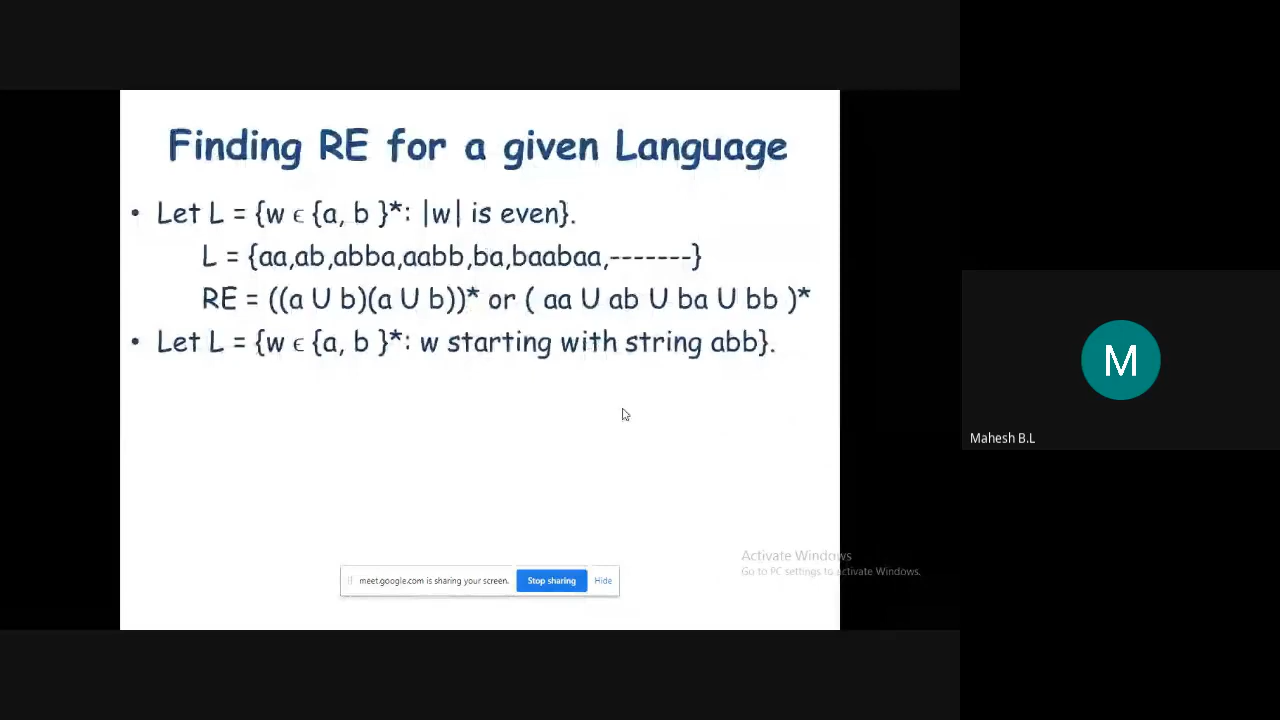 Finding RE for a given Language
• Let L = {w ϵ {a, b }*: |w| is even}.
L = {aa,ab,abba,aabb,ba,baabaa,-------}
RE = ((a U b)(a U b))* or ( aa U ab U ba U bb )*
• Let L = {w ϵ {a, b }*: w starting with string abb}.
M
Mahesh B.L
Activate Windows
Go to PC settings to activate Windows.
meet.google.com is sharing your screen. Stop sharing Hide